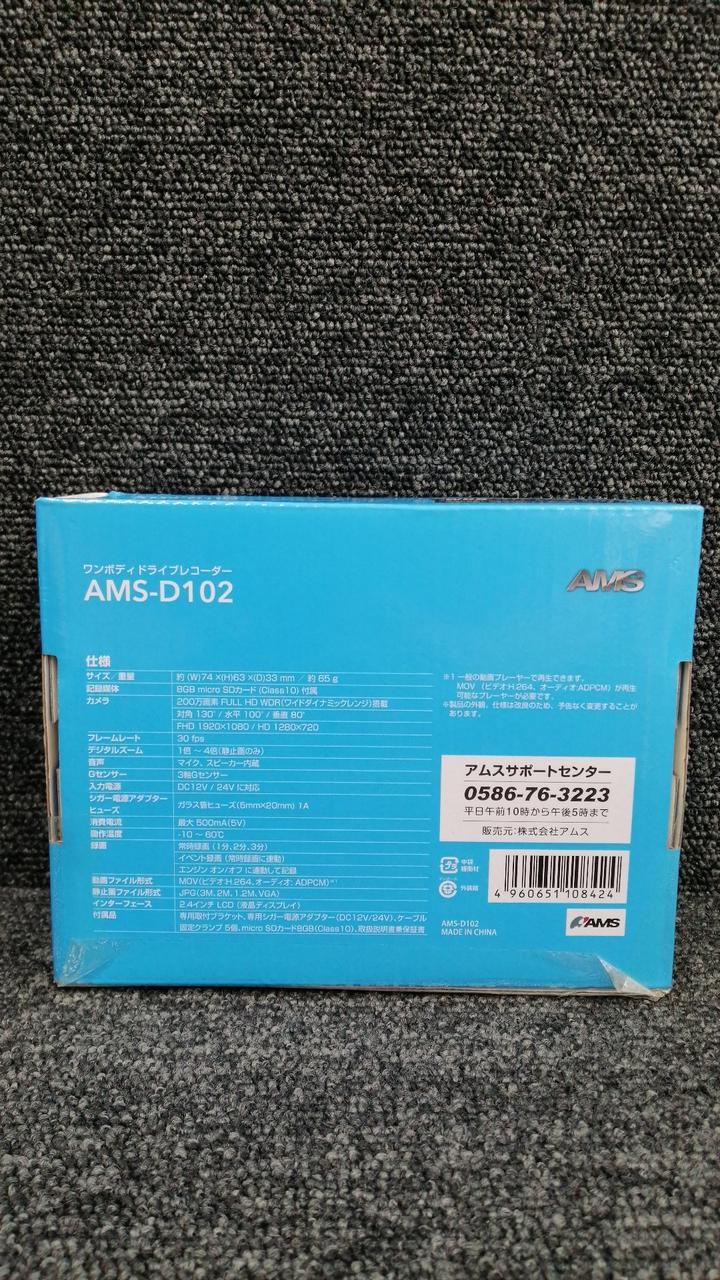 ワンボディドライブレコーダー
AMS-D102
AMS
仕様
サイズ/重量 約(W)74×(H)63×(D)33mm / 約65g
記録媒体 8GB micro SDカード(Class10)付属
カメラ 200万画素 FULL HD WDR(ワイドダイナミックレンジ)搭載
対角 130° / 水平 100° / 垂直 80°
FHD 1920×1080 / HD 1280×720
フレームレート 30 fps
デジタルズーム 1倍 ～ 4倍(静止画のみ)
音声 マイク、スピーカー内蔵
Gセンサー 3軸Gセンサー
入力電源 DC12V / 24Vに対応
シガー電源アダプター
ヒューズ ガラス管ヒューズ(5mm×20mm) 1A
消費電流 最大 500mA(5V)
動作温度 -10 ～ 60℃
録画 常時録画(1分、2分、3分)
イベント録画(常時録画に連動)
エンジン オン/オフ に連動して記録
動画ファイル形式 MOV(ビデオ:H.264、オーディオ:ADPCM)※1
静止画ファイル形式 JPG(3M、2M、1.2M、VGA)
インターフェース 2.4インチ LCD(液晶ディスプレイ)
付属品 専用取付ブラケット、専用シガー電源アダプター(DC12V/24V)、ケーブル
固定クランプ 5個、micro SDカード8GB(Class10)、取扱説明書兼保証書
※1 一般の動画プレーヤーで再生できます。
MOV (ビデオ:H.264、オーディオ:ADPCM) が再生
可能なプレーヤーが必要です。
※製品の外観、仕様は改良のため、予告なく変更することが
あります。
アムスサポートセンター
0586-76-3223
平日午前10時から午後5時まで
販売元:株式会社アムス
プラ
中袋
緩衝材
紙
外装箱
4 960651 108424
AMS-D102
MADE IN CHINA
AMS